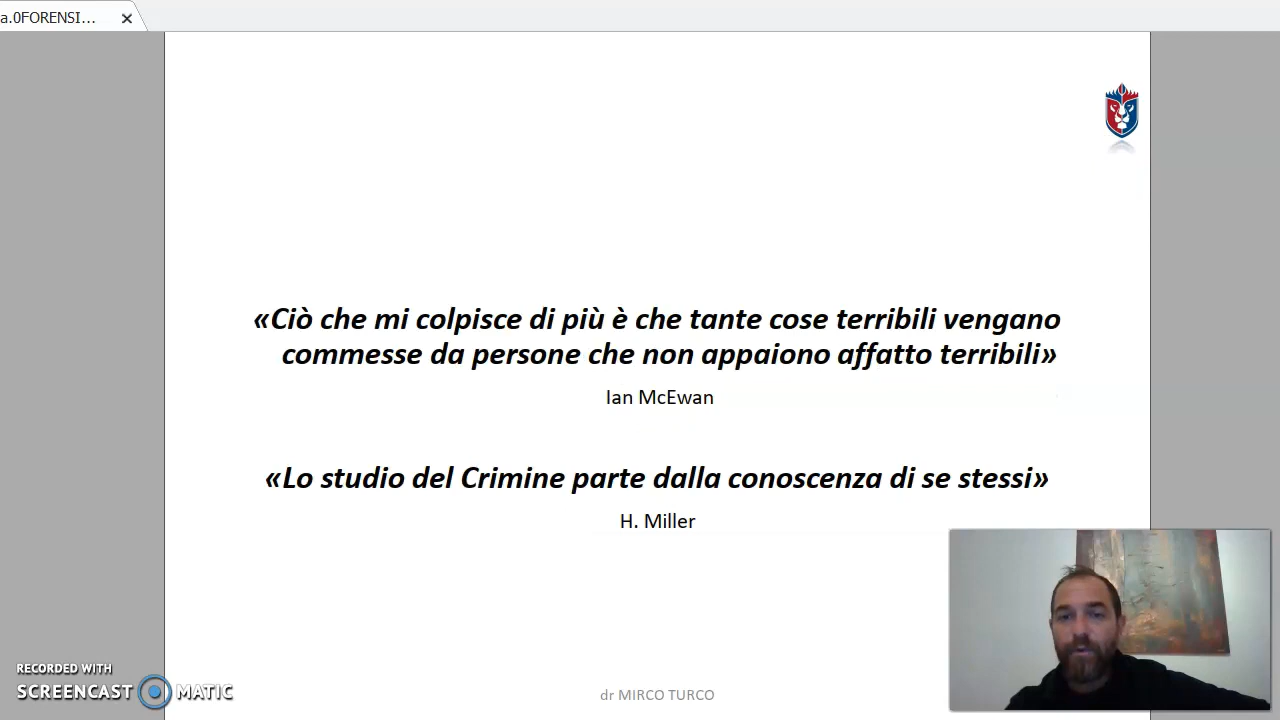 a.0FORENSI...
«Ciò che mi colpisce di più è che tante cose terribili vengano
commesse da persone che non appaiono affatto terribili»
Ian McEwan
«Lo studio del Crimine parte dalla conoscenza di se stessi»
H. Miller
RECORDED WITH
SCREENCAST MATIC
dr MIRCO TURCO